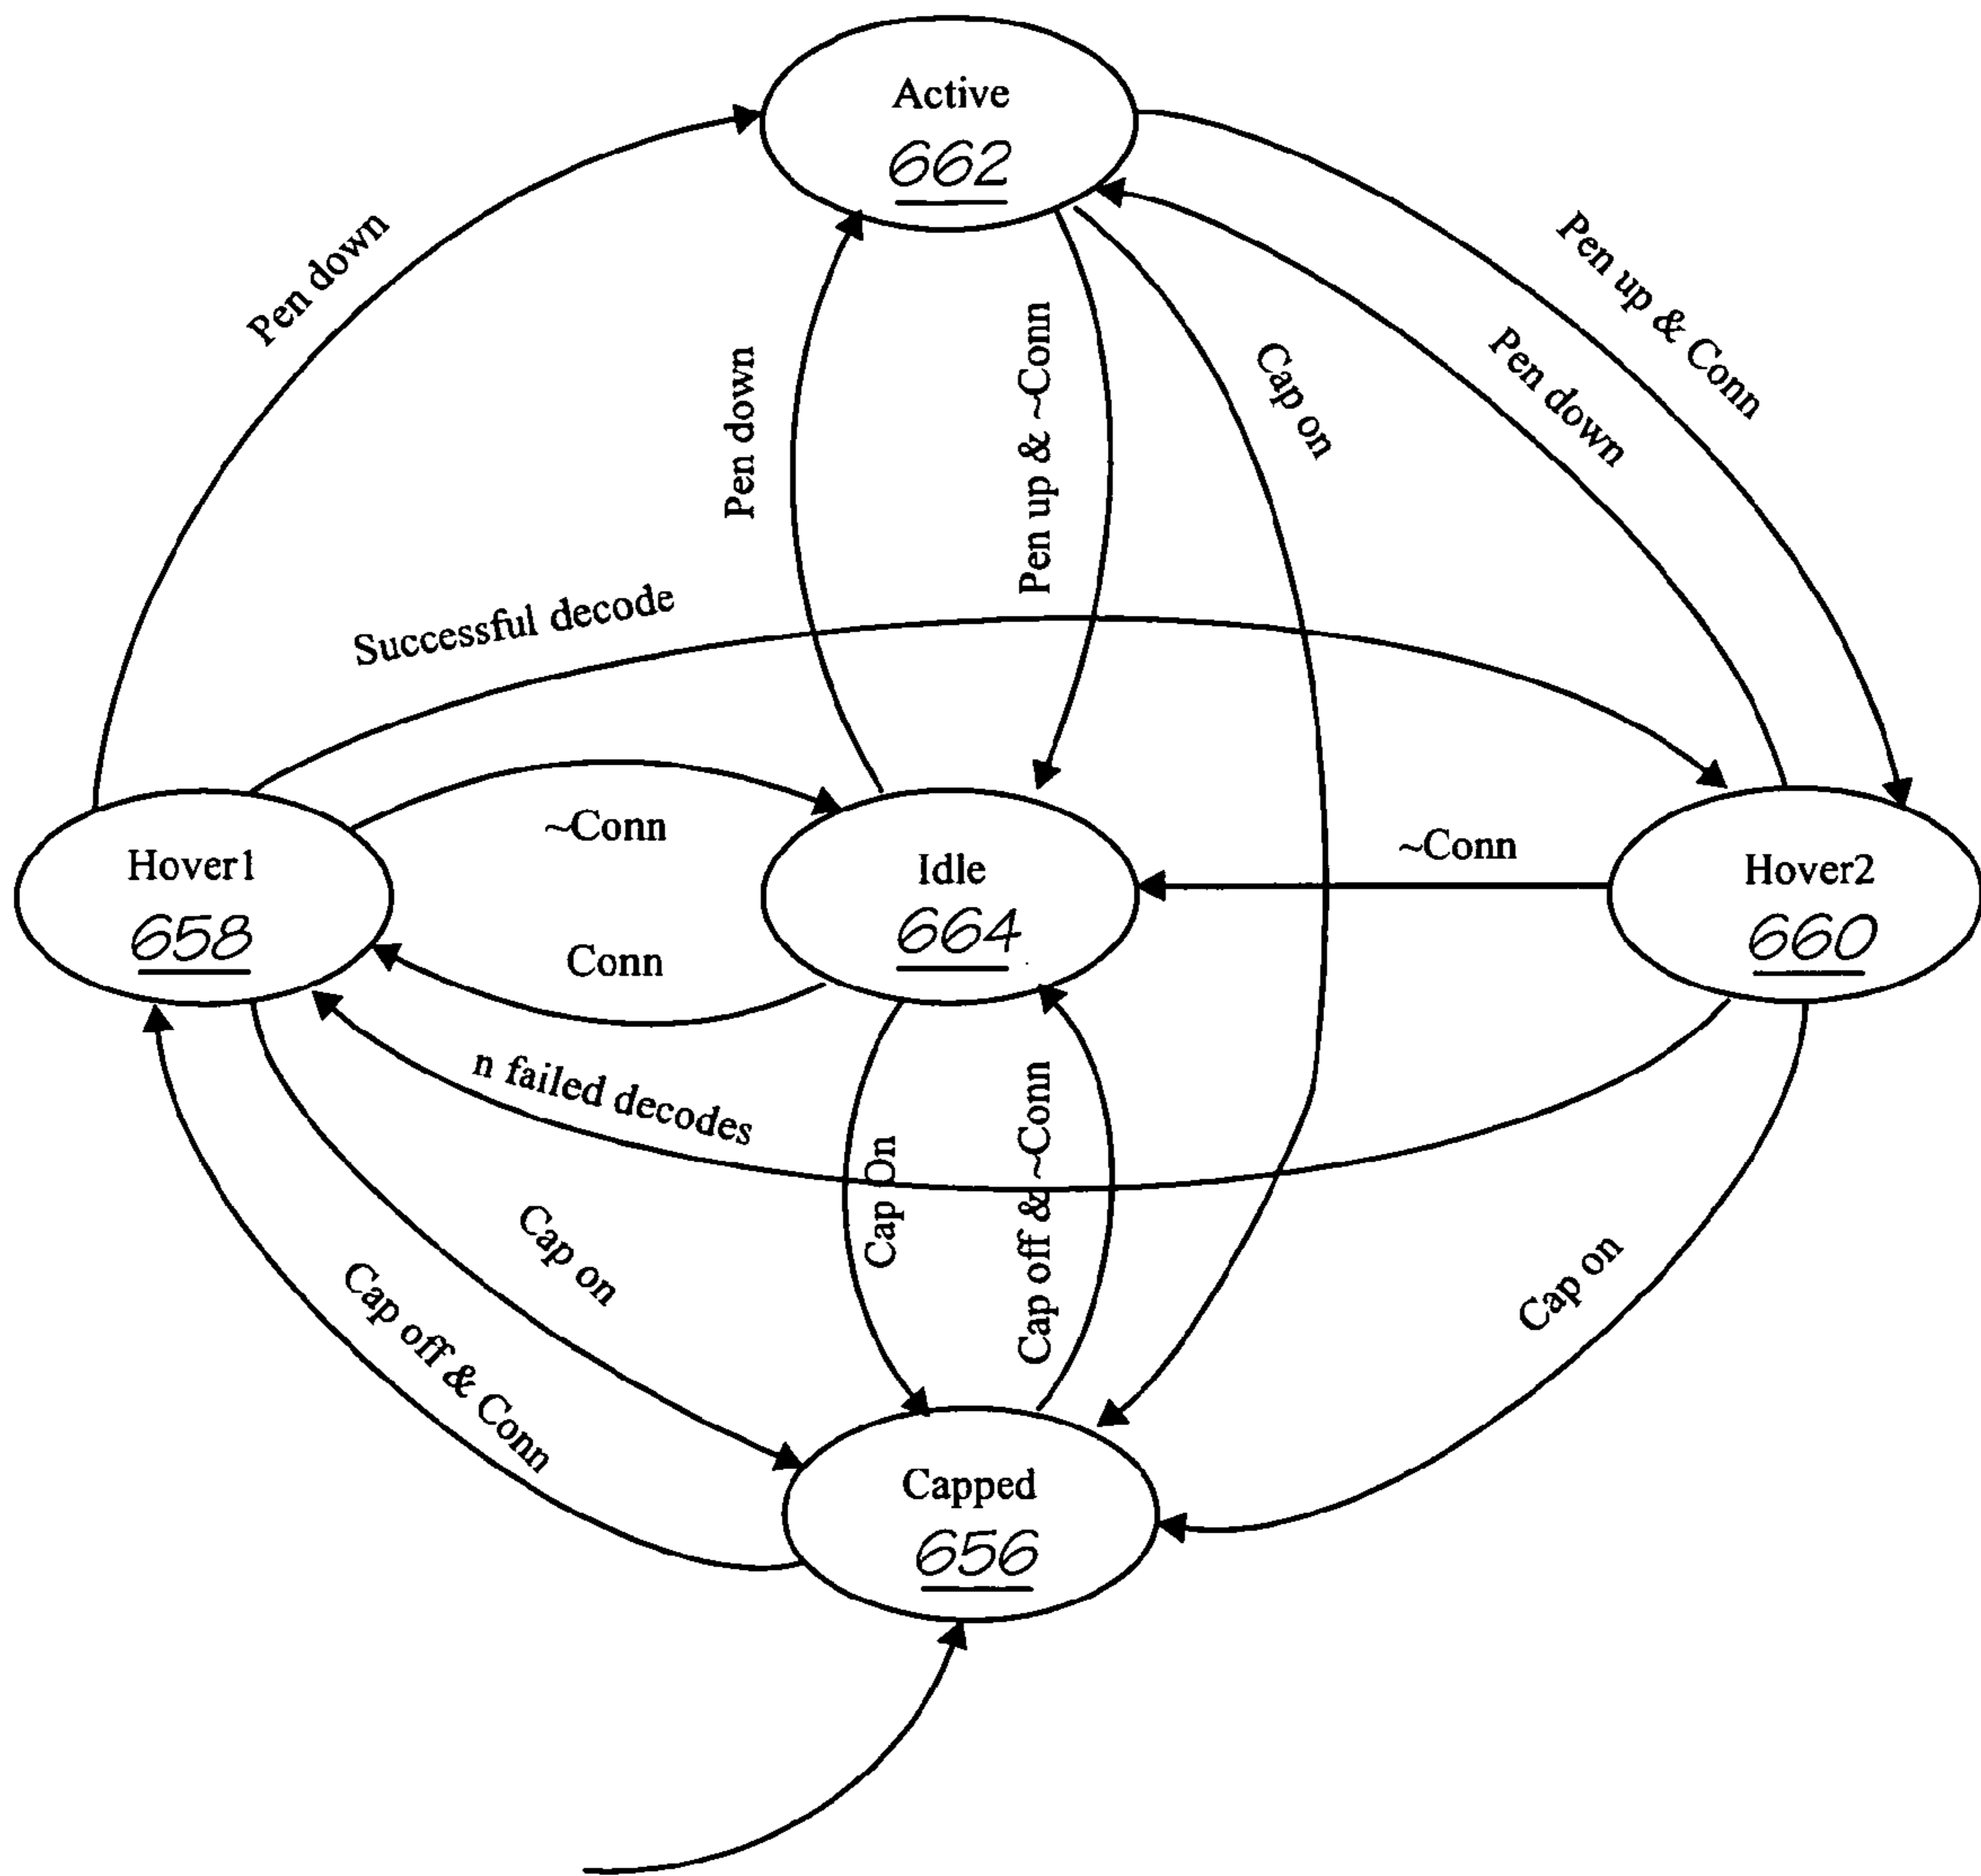 Active
662
Pen down
Pen up & Conn
Pen down
Pen up & ~Conn
Cap on
Pen down
Successful decode
~Conn
~Conn
Hover1
658
Idle
664
Hover2
660
Conn
n failed decodes
Cap On
Cap off & ~Conn
Cap on
Cap off & Conn
Cap on
Capped
656